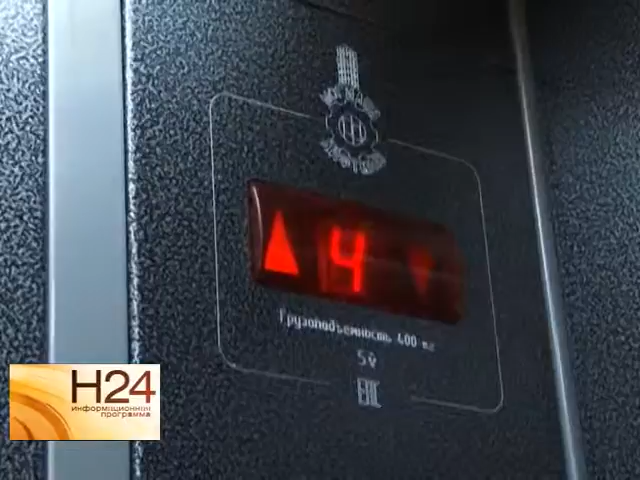 4
Грузоподъемность 400 кг
5
ЕАС
Н24
информационная
программа